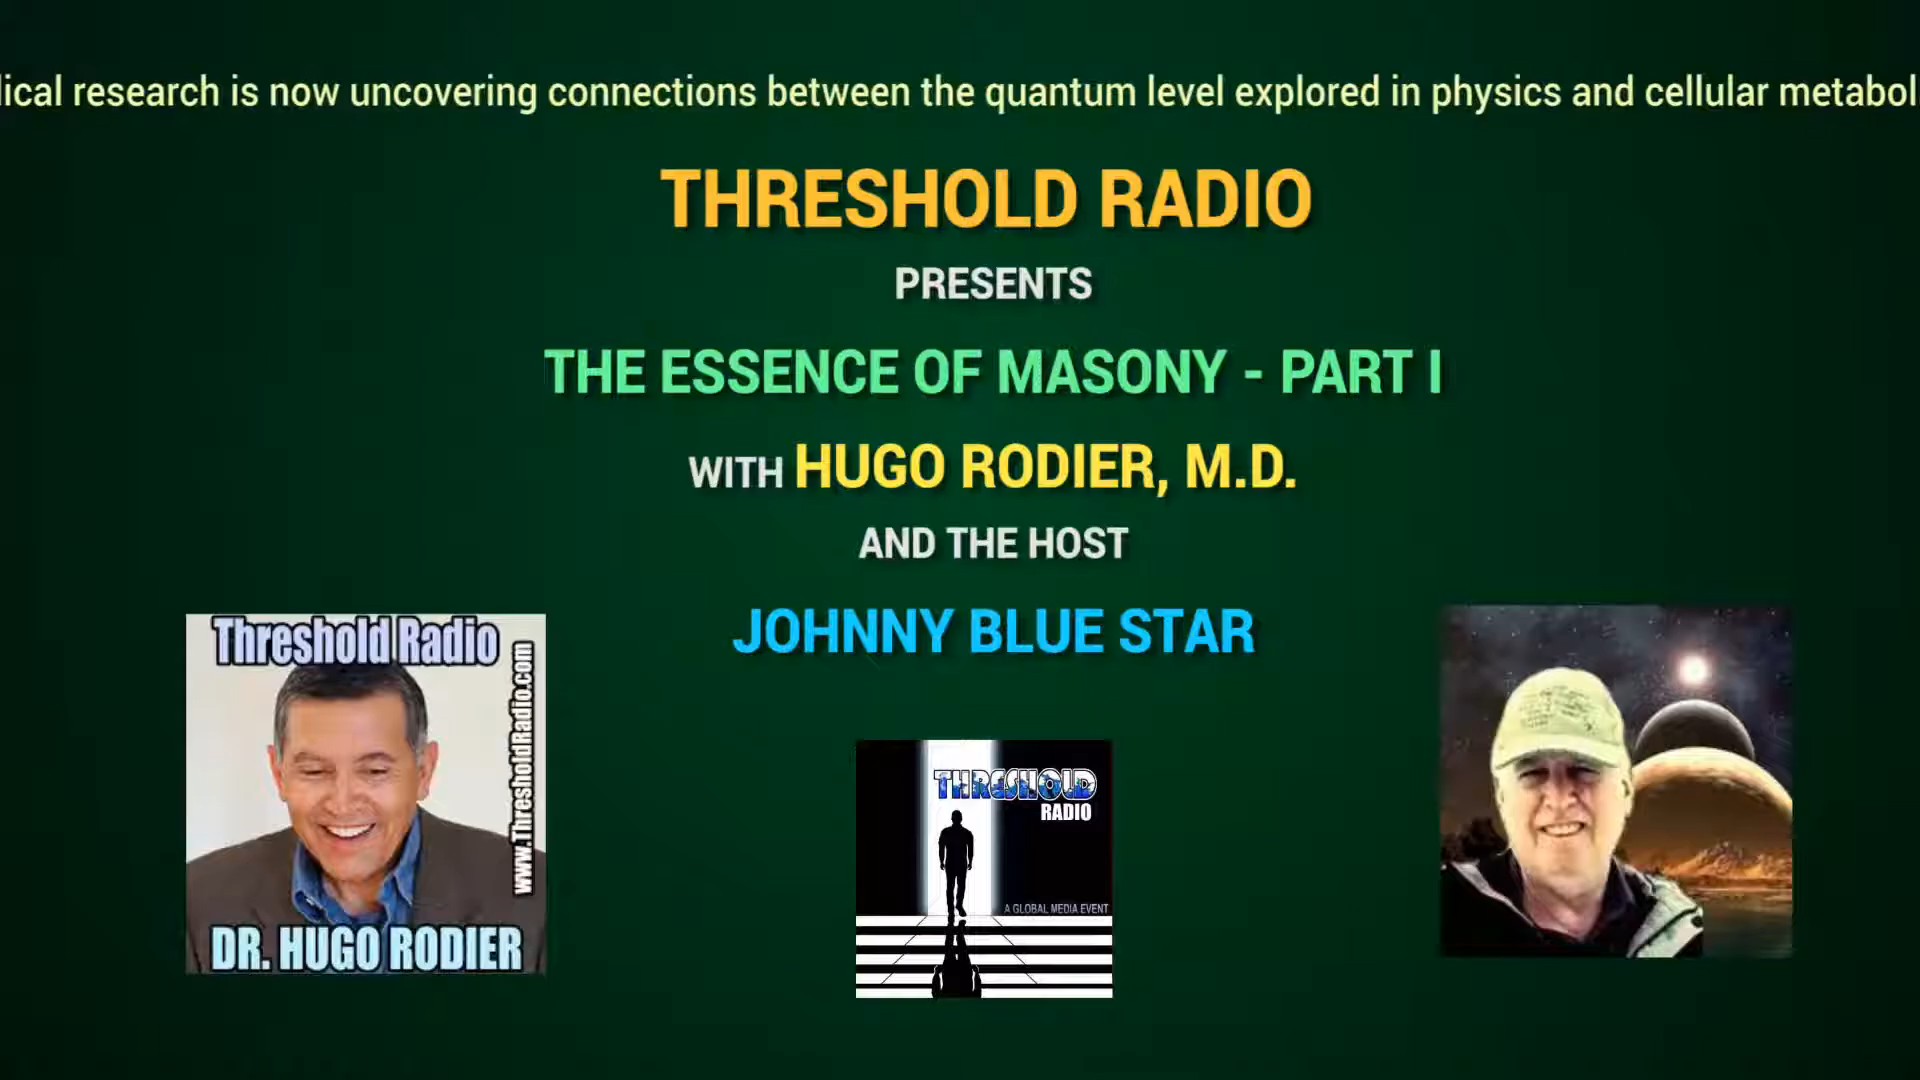 lical research is now uncovering connections between the quantum level explored in physics and cellular metabol
THRESHOLD RADIO
PRESENTS
THE ESSENCE OF MASONY - PART I
WITH HUGO RODIER, M.D.
AND THE HOST
JOHNNY BLUE STAR
Threshold Radio
www.ThresholdRadio.com
DR. HUGO RODIER
THRESHOLD
RADIO
A GLOBAL MEDIA EVENT